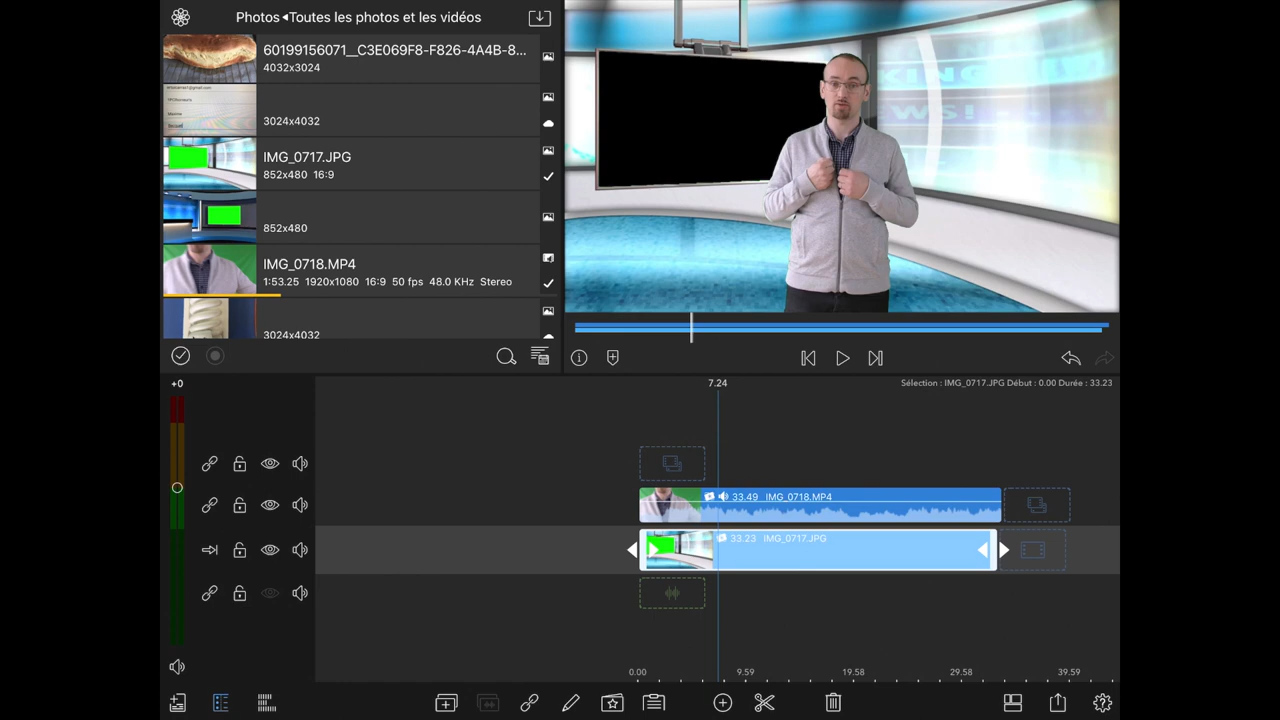 Photos ◂Toutes les photos et les vidéos
60199156071__C3E069F8-F826-4A4B-8...
4032x3024
3024x4032
IMG_0717.JPG
852x480 16:9
852x480
IMG_0718.MP4
1:53.25 1920x1080 16:9 50 fps 48.0 KHz Stereo
3024x4032
KING
EWS!
+0
7.24
Sélection : IMG_0717.JPG Début : 0.00 Durée : 33.23
33.49 IMG_0718.MP4
33.23 IMG_0717.JPG
0.00 9.59 19.58 29.58 39.59